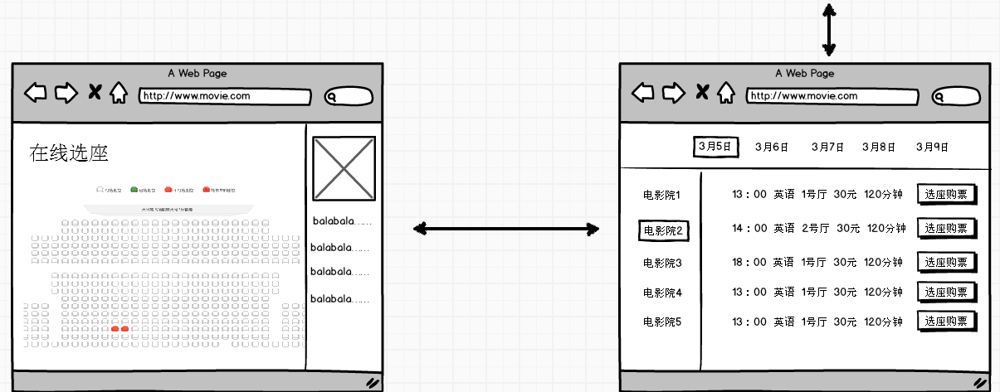 A Web Page
http://www.movie.com
在线选座
balabala......
balabala......
balabala......
balabala......
A Web Page
http://www.movie.com
3月5日 3月6日 3月7日 3月8日 3月9日
电影院1 13：00 英语 1号厅 30元 120分钟 选座购票
电影院2 14：00 英语 2号厅 30元 120分钟 选座购票
电影院3 18：00 英语 1号厅 30元 120分钟 选座购票
电影院4 13：00 英语 1号厅 30元 120分钟 选座购票
电影院5 13：00 英语 1号厅 30元 120分钟 选座购票